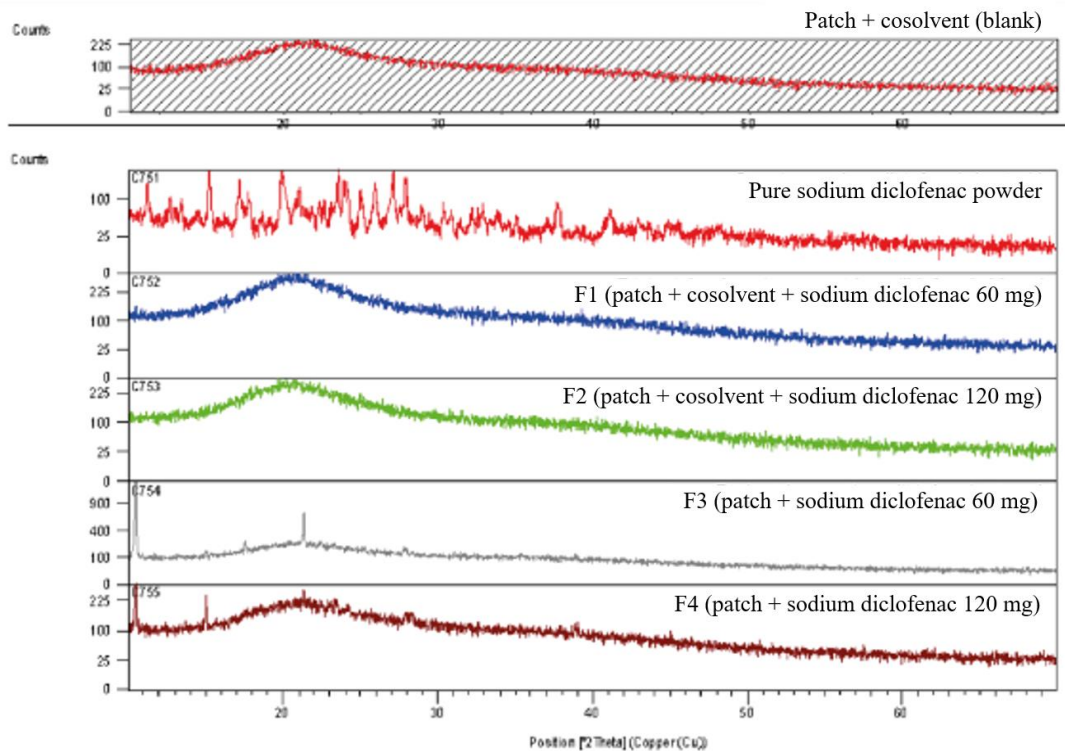 Patch + cosolvent (blank)
Counts
225
100
25
0
20
30
40
50
60
Counts
C751
Pure sodium diclofenac powder
100
25
0
C752
225
F1 (patch + cosolvent + sodium diclofenac 60 mg)
100
25
0
C753
225
F2 (patch + cosolvent + sodium diclofenac 120 mg)
100
25
0
C754
900
F3 (patch + sodium diclofenac 60 mg)
400
100
0
C755
225
F4 (patch + sodium diclofenac 120 mg)
100
25
0
20
30
40
50
60
Position [°2Theta] (Copper (Cu))